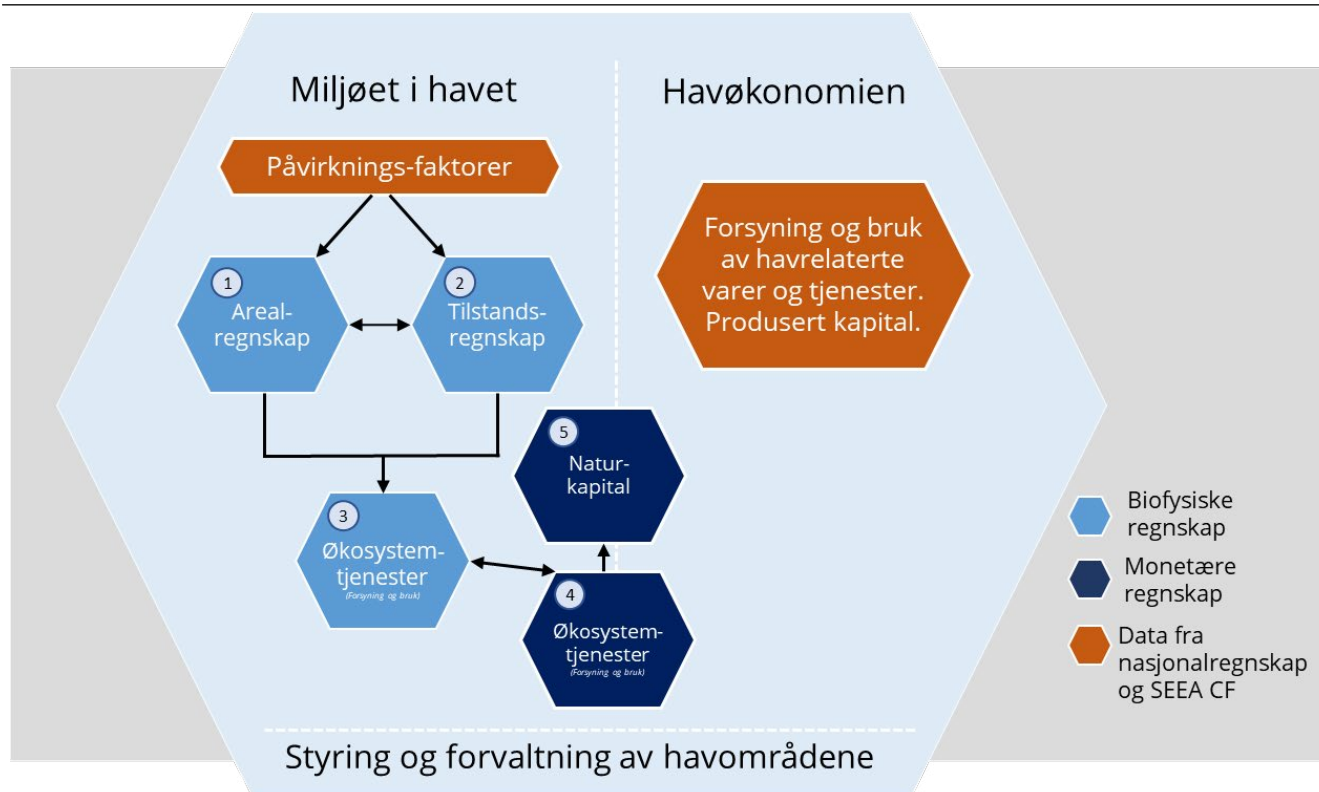 Miljøet i havet
Havøkonomien
Påvirknings-faktorer
Forsyning og bruk
av havrelaterte
varer og tjenester.
Produsert kapital.
1
Areal-
regnskap
2
Tilstands-
regnskap
5
Natur-
kapital
3
Økosystem-
tjenester
(Forsyning og bruk)
4
Økosystem-
tjenester
(Forsyning og bruk)
Biofysiske
regnskap
Monetære
regnskap
Data fra
nasjonalregnskap
og SEEA CF
Styring og forvaltning av havområdene